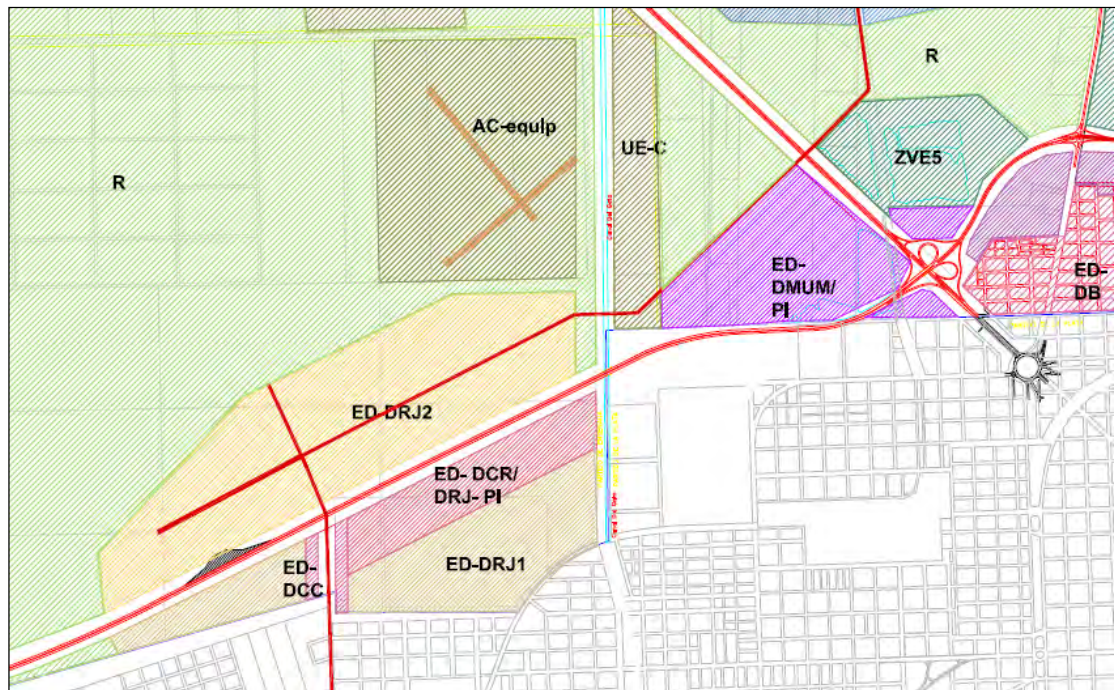 R
R
AC-equip
UE-C
ZVE5
ED-
DMUM/
PI
ED-
DB
ED-DRJ2
ED- DCR/
DRJ- PI
ED-
DCC
ED-DRJ1